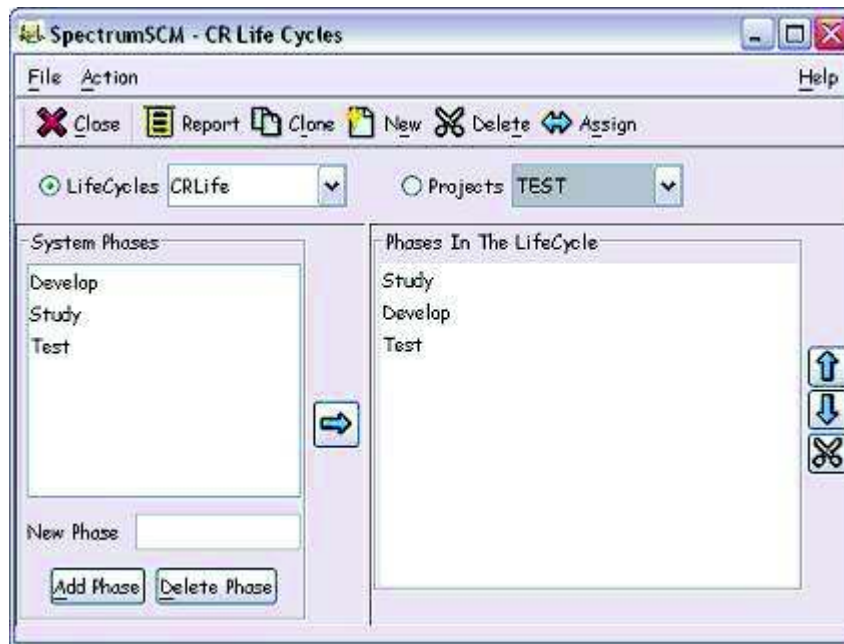 SpectrumSCM - CR Life Cycles
File Action Help
Close Report Clone New Delete Assign
LifeCycles CRLife Projects TEST
System Phases
Develop
Study
Test
New Phase
Add Phase Delete Phase
Phases In The LifeCycle
Study
Develop
Test